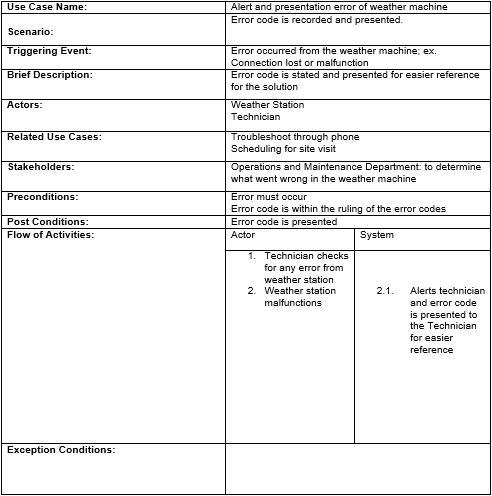 Use Case Name: Alert and presentation error of weather machine
Scenario: Error code is recorded and presented.
Triggering Event: Error occurred from the weather machine; ex.
Connection lost or malfunction
Brief Description: Error code is stated and presented for easier reference
for the solution
Actors: Weather Station
Technician
Related Use Cases: Troubleshoot through phone
Scheduling for site visit
Stakeholders: Operations and Maintenance Department: to determine
what went wrong in the weather machine
Preconditions: Error must occur
Error code is within the ruling of the error codes
Post Conditions: Error code is presented
Flow of Activities: Actor System
1. Technician checks
for any error from
weather station
2. Weather station
malfunctions
2.1. Alerts technician
and error code
is presented to
the Technician
for easier
reference
Exception Conditions: